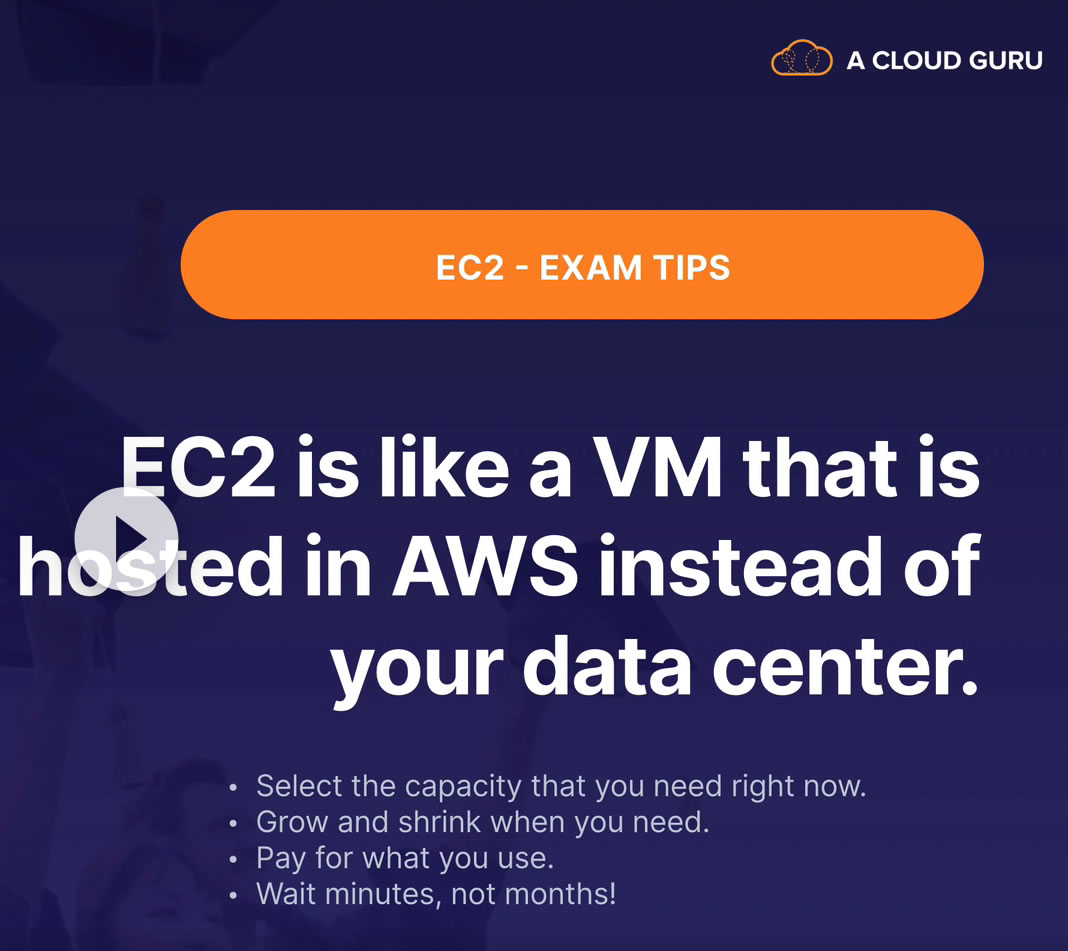 A CLOUD GURU
EC2 - EXAM TIPS
EC2 is like a VM that is
hosted in AWS instead of
your data center.
• Select the capacity that you need right now.
• Grow and shrink when you need.
• Pay for what you use.
• Wait minutes, not months!